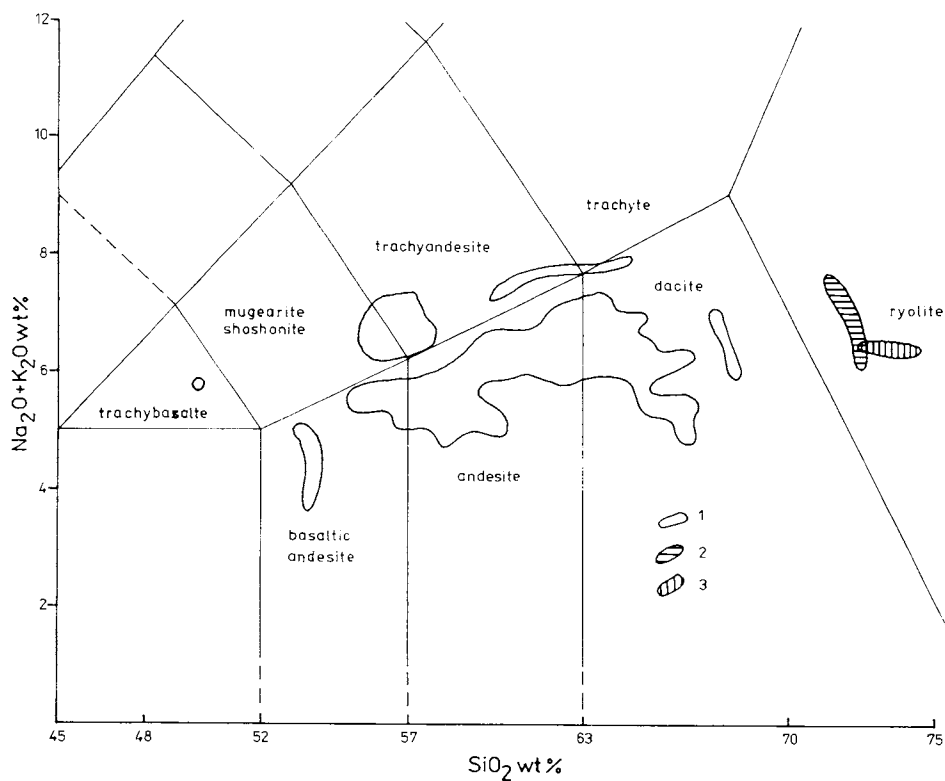 12
10
8
6
4
2
Na2O+K2O wt%
trachyte
trachyandesite
dacite
mugearite
shoshonite
ryolite
trachybasalte
andesite
basaltic
andesite
1
2
3
45 48 52 57 63 70 75
SiO2 wt%